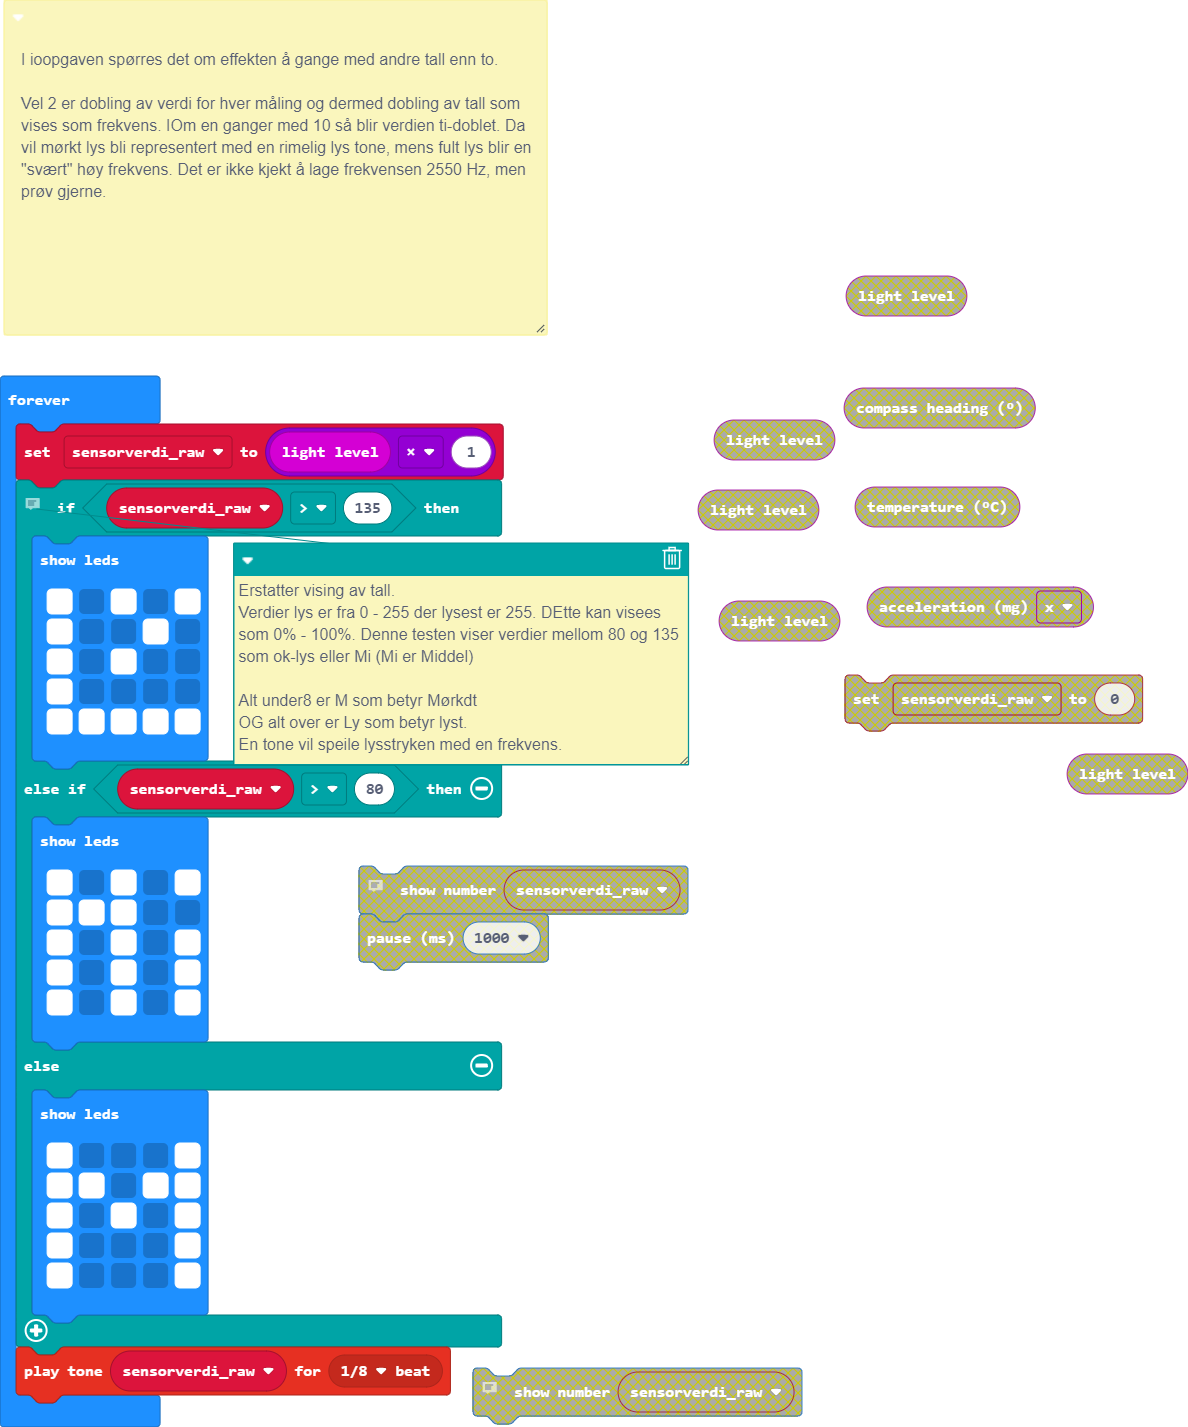 I ioopgaven spørres det om effekten å gange med andre tall enn to.
Vel 2 er dobling av verdi for hver måling og dermed dobling av tall som
vises som frekvens. IOm en ganger med 10 så blir verdien ti-doblet. Da
vil mørkt lys bli representert med en rimelig lys tone, mens fult lys blir en
"svært" høy frekvens. Det er ikke kjekt å lage frekvensen 2550 Hz, men
prøv gjerne.
light level
compass heading (º)
light level
light level
temperature (ºC)
light level
acceleration (mg) x
set sensorverdi_raw to 0
light level
forever
set sensorverdi_raw to light level × 1
if sensorverdi_raw > 135 then
show leds
Erstatter vising av tall.
Verdier lys er fra 0 - 255 der lysest er 255. DEtte kan visees
som 0% - 100%. Denne testen viser verdier mellom 80 og 135
som ok-lys eller Mi (Mi er Middel)
Alt under8 er M som betyr Mørkdt
OG alt over er Ly som betyr lyst.
En tone vil speile lysstryken med en frekvens.
else if sensorverdi_raw > 80 then
show leds
show number sensorverdi_raw
pause (ms) 1000
else
show leds
play tone sensorverdi_raw for 1/8 beat
show number sensorverdi_raw